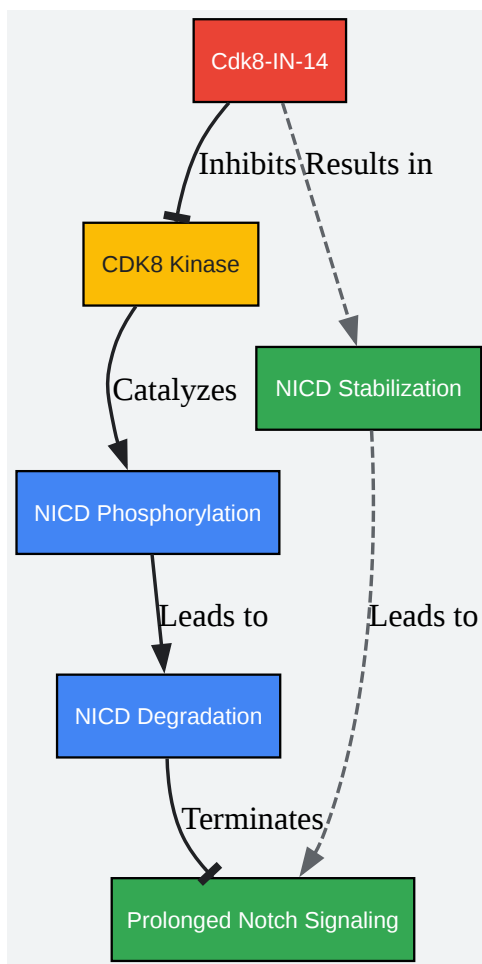 Cdk8-IN-14
Inhibits
Results in
CDK8 Kinase
Catalyzes
NICD Stabilization
NICD Phosphorylation
Leads to
Leads to
NICD Degradation
Terminates
Prolonged Notch Signaling